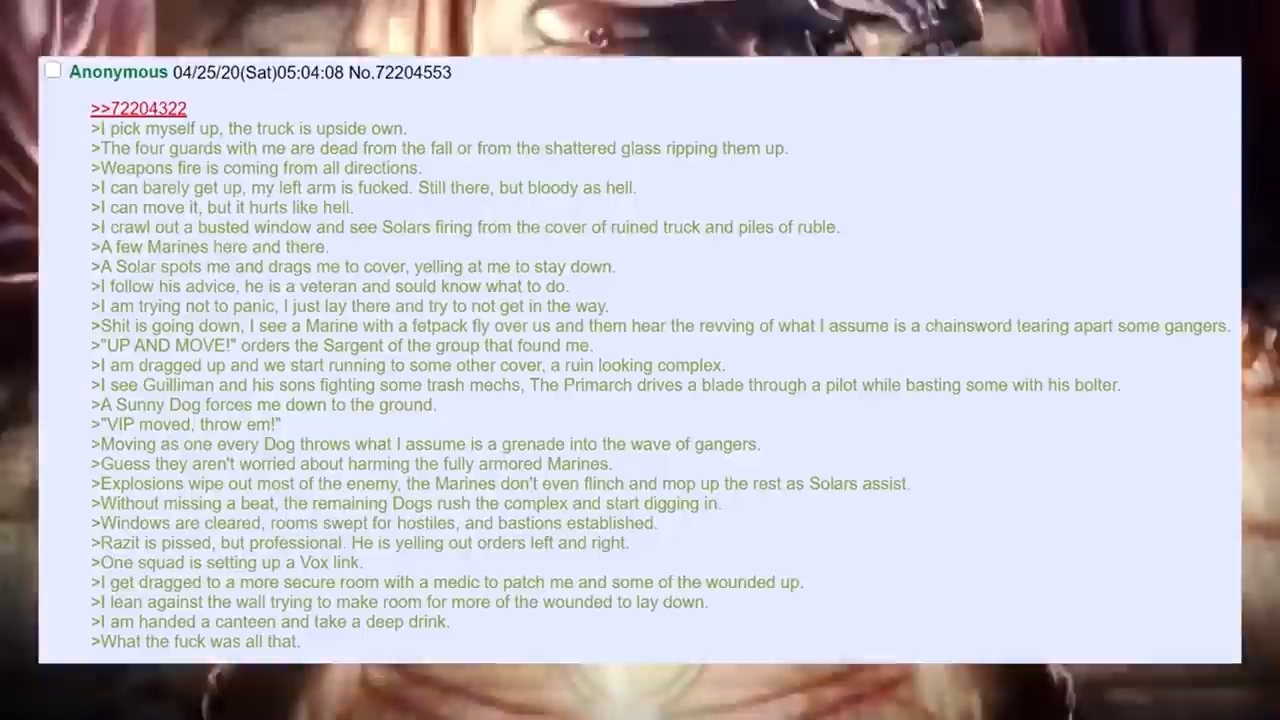 Anonymous 04/25/20(Sat)05:04:08 No.72204553
>>72204322
>I pick myself up, the truck is upside own.
>The four guards with me are dead from the fall or from the shattered glass ripping them up.
>Weapons fire is coming from all directions.
>I can barely get up, my left arm is fucked. Still there, but bloody as hell.
>I can move it, but it hurts like hell.
>I crawl out a busted window and see Solars firing from the cover of ruined truck and piles of ruble.
>A few Marines here and there.
>A Solar spots me and drags me to cover, yelling at me to stay down.
>I follow his advice, he is a veteran and sould know what to do.
>I am trying not to panic, I just lay there and try to not get in the way.
>Shit is going down, I see a Marine with a fetpack fly over us and them hear the revving of what I assume is a chainsword tearing apart some gangers.
>"UP AND MOVE!" orders the Sargent of the group that found me.
>I am dragged up and we start running to some other cover, a ruin looking complex.
>I see Guilliman and his sons fighting some trash mechs, The Primarch drives a blade through a pilot while basting some with his bolter.
>A Sunny Dog forces me down to the ground.
>"VIP moved, throw em!"
>Moving as one every Dog throws what I assume is a grenade into the wave of gangers.
>Guess they aren't worried about harming the fully armored Marines.
>Explosions wipe out most of the enemy, the Marines don't even flinch and mop up the rest as Solars assist.
>Without missing a beat, the remaining Dogs rush the complex and start digging in.
>Windows are cleared, rooms swept for hostiles, and bastions established.
>Razit is pissed, but professional. He is yelling out orders left and right.
>One squad is setting up a Vox link.
>I get dragged to a more secure room with a medic to patch me and some of the wounded up.
>I lean against the wall trying to make room for more of the wounded to lay down.
>I am handed a canteen and take a deep drink.
>What the fuck was all that.